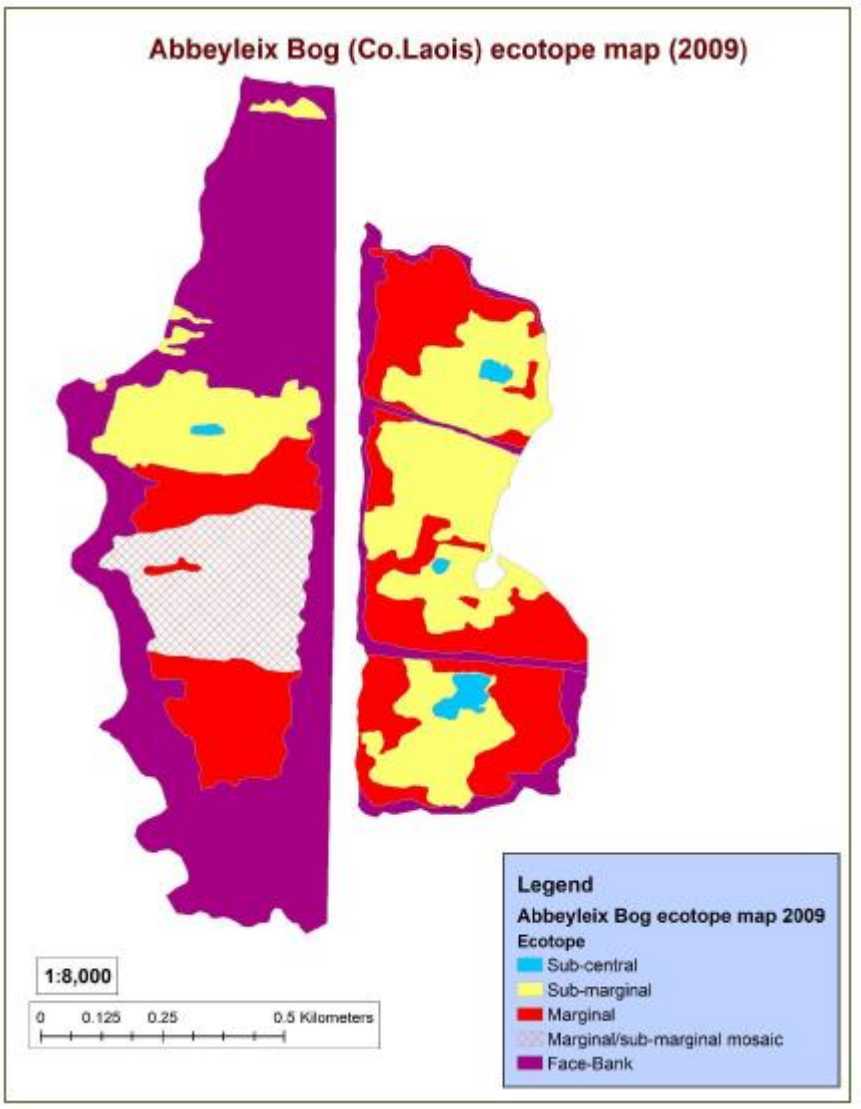 Abbeyleix Bog (Co.Laois) ecotope map (2009)
Legend
Abbeyleix Bog ecotope map 2009
Ecotope
Sub-central
Sub-marginal
Marginal
Marginal/sub-marginal mosaic
Face-Bank
1:8,000
0 0.125 0.25 0.5 Kilometers